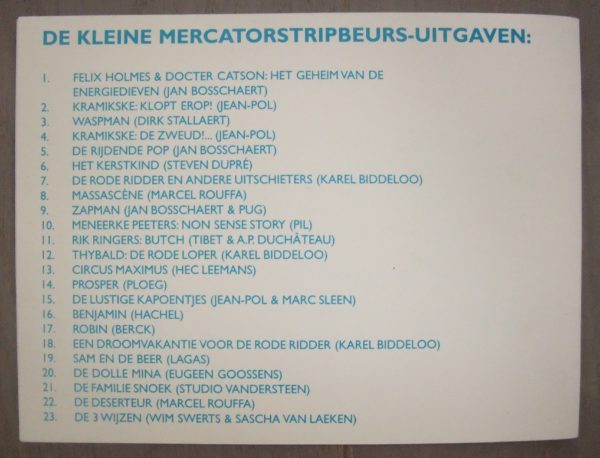 DE KLEINE MERCATORSTRIPBEURS-UITGAVEN:
1. FELIX HOLMES & DOCTER CATSON: HET GEHEIM VAN DE
ENERGIEDIEVEN (JAN BOSSCHAERT)
2. KRAMIKSKE: KLOPT EROP! (JEAN-POL)
3. WASPMAN (DIRK STALLAERT)
4. KRAMIKSKE: DE ZWEUD!... (JEAN-POL)
5. DE RIJDENDE POP (JAN BOSSCHAERT)
6. HET KERSTKIND (STEVEN DUPRÉ)
7. DE RODE RIDDER EN ANDERE UITSCHIETERS (KAREL BIDDELOO)
8. MASSASCÈNE (MARCEL ROUFFA)
9. ZAPMAN (JAN BOSSCHAERT & PUG)
10. MENEERKE PEETERS: NON SENSE STORY (PIL)
11. RIK RINGERS: BUTCH (TIBET & A.P. DUCHÂTEAU)
12. THYBALD: DE RODE LOPER (KAREL BIDDELOO)
13. CIRCUS MAXIMUS (HEC LEEMANS)
14. PROSPER (PLOEG)
15. DE LUSTIGE KAPOENTJES (JEAN-POL & MARC SLEEN)
16. BENJAMIN (HACHEL)
17. ROBIN (BERCK)
18. EEN DROOMVAKANTIE VOOR DE RODE RIDDER (KAREL BIDDELOO)
19. SAM EN DE BEER (LAGAS)
20. DE DOLLE MINA (EUGEEN GOOSSENS)
21. DE FAMILIE SNOEK (STUDIO VANDERSTEEN)
22. DE DESERTEUR (MARCEL ROUFFA)
23. DE 3 WIJZEN (WIM SWERTS & SASCHA VAN LAEKEN)